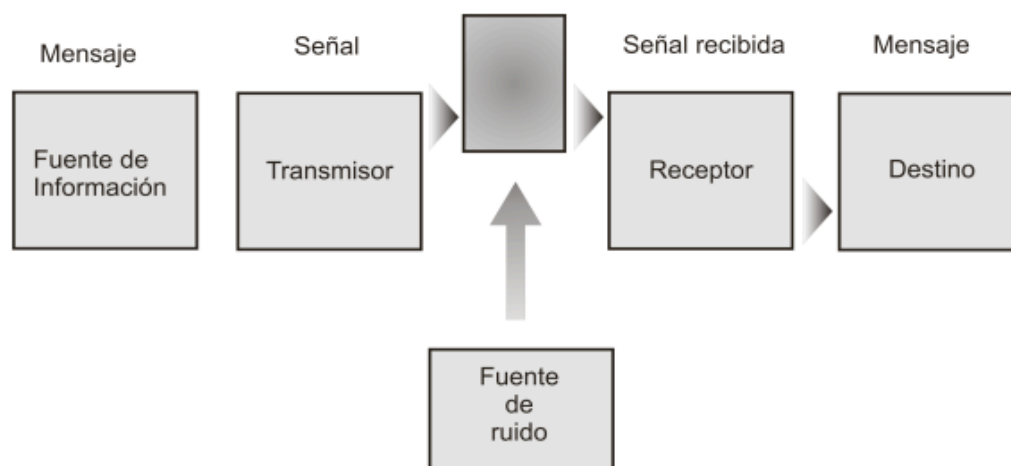 Mensaje
Señal
Señal recibida
Mensaje
Fuente de
Información
Transmisor
Receptor
Destino
Fuente
de
ruido